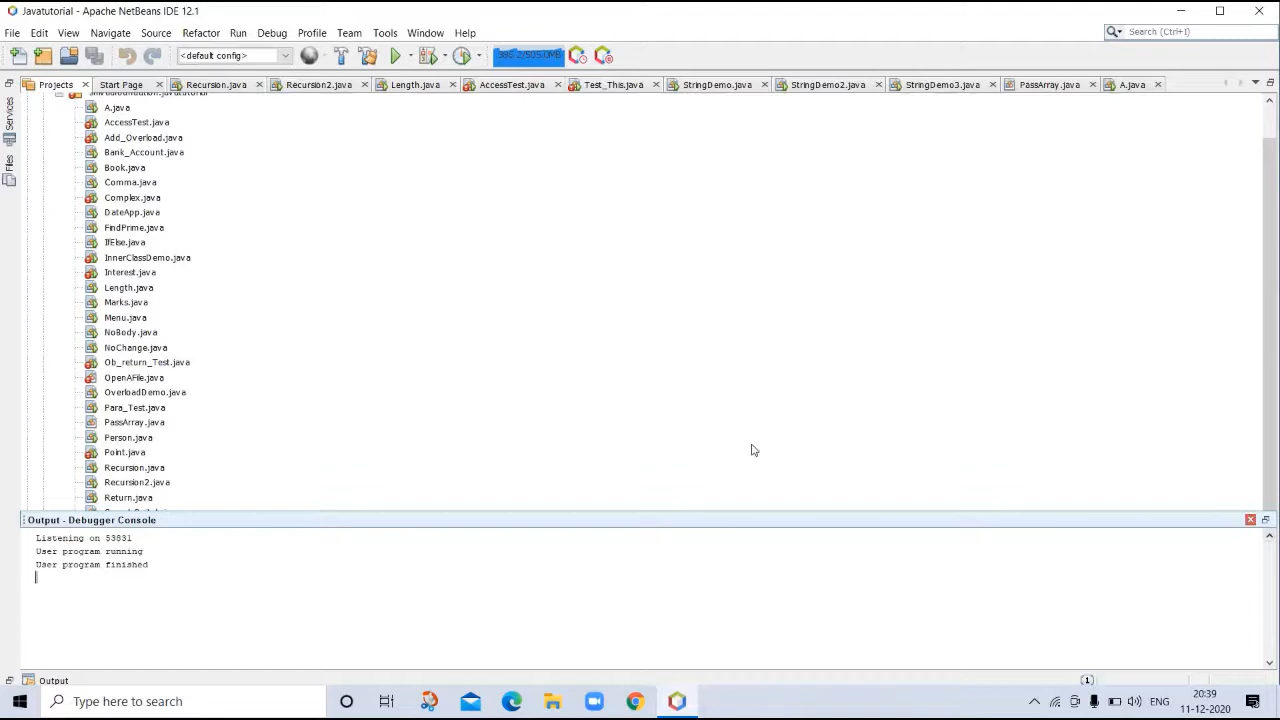 Javatutorial - Apache NetBeans IDE 12.1
File Edit View Navigate Source Refactor Run Debug Profile Team Tools Window Help
Search (Ctrl+I)
<default config>
Projects Start Page Recursion.java Recursion2.java Length.java AccessTest.java Test_This.java StringDemo.java StringDemo2.java StringDemo3.java PassArray.java A.java
Services
Files
A.java
AccessTest.java
Add_Overload.java
Bank_Account.java
Book.java
Comma.java
Complex.java
DateApp.java
FindPrime.java
IfElse.java
InnerClassDemo.java
Interest.java
Length.java
Marks.java
Menu.java
NoBody.java
NoChange.java
Ob_return_Test.java
OpenAFile.java
OverloadDemo.java
Para_Test.java
PassArray.java
Person.java
Point.java
Recursion.java
Recursion2.java
Return.java
Output - Debugger Console
Listening on 53831
User program running
User program finished
Output
1
Type here to search
ENG
20:39
11-12-2020